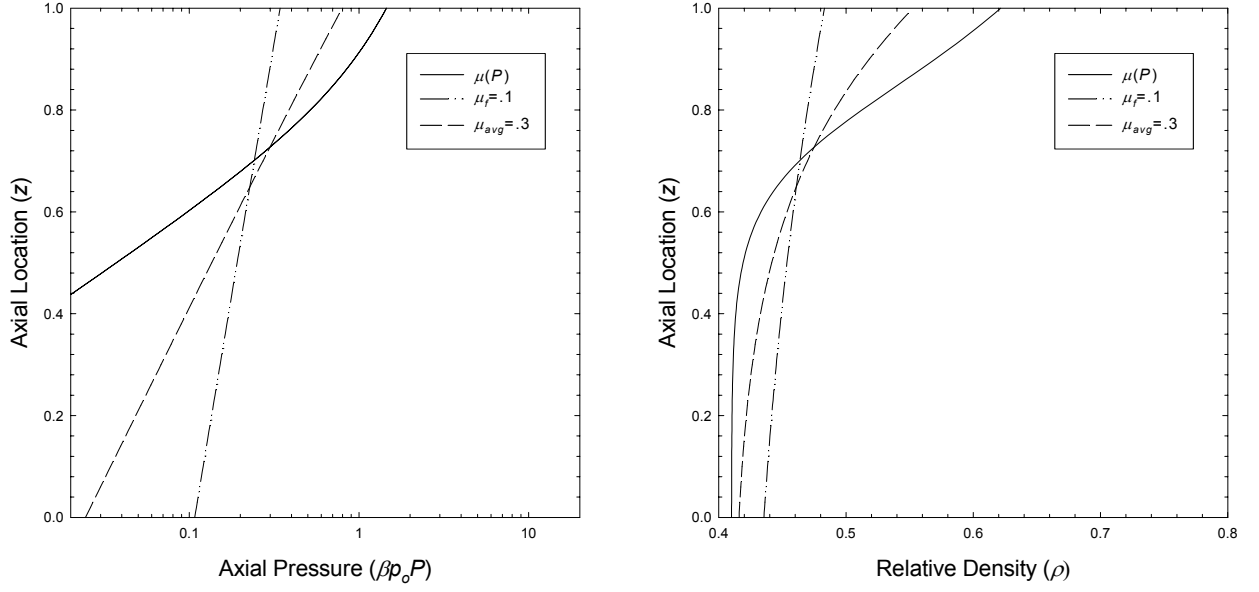 1.0
0.8
0.6
0.4
0.2
0.0
Axial Location (z)
μ(P)
μf=.1
μavg=.3
0.1 1 10
Axial Pressure (βpoP)
1.0
0.8
0.6
0.4
0.2
0.0
Axial Location (z)
μ(P)
μf=.1
μavg=.3
0.4 0.5 0.6 0.7 0.8
Relative Density (ρ)